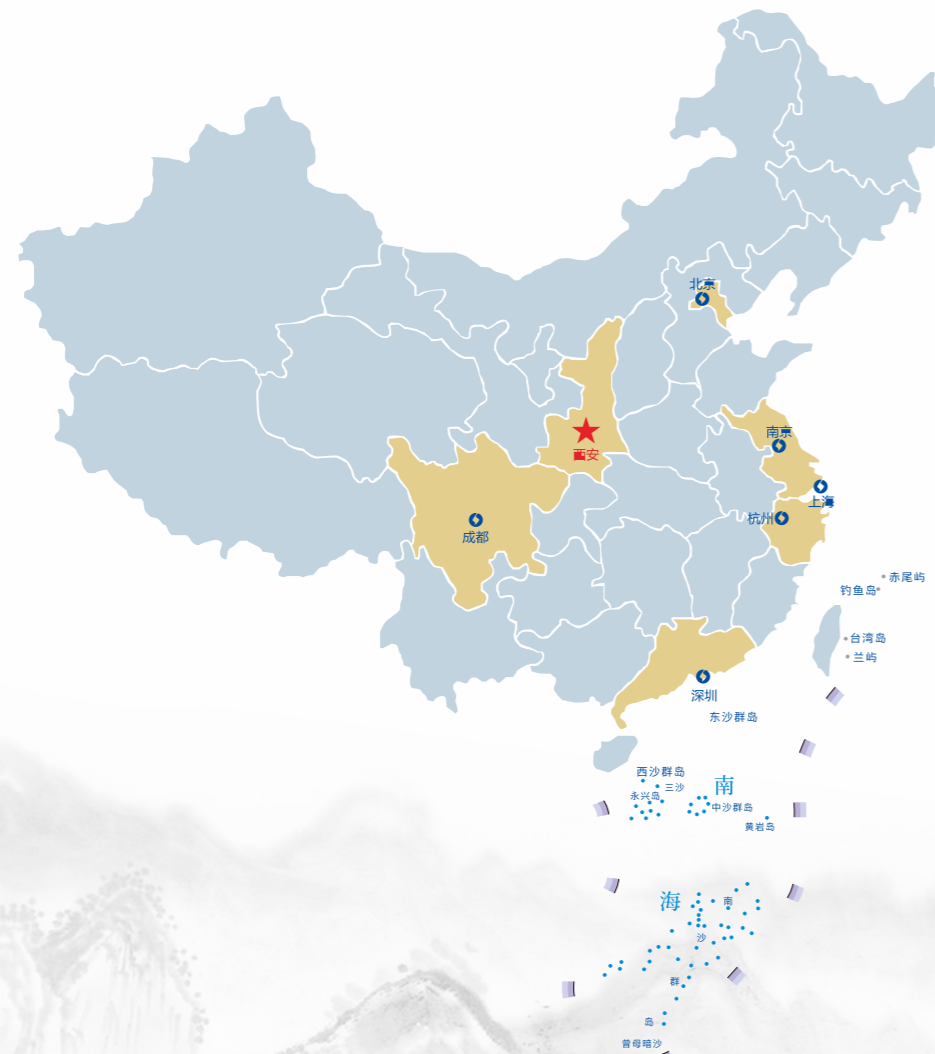 北京
南京
西安
上海
杭州
成都
赤尾屿
钓鱼岛
台湾岛
兰屿
深圳
东沙群岛
西沙群岛
南
三沙
永兴岛
中沙群岛
黄岩岛
海
南
沙
群
岛
曾母暗沙